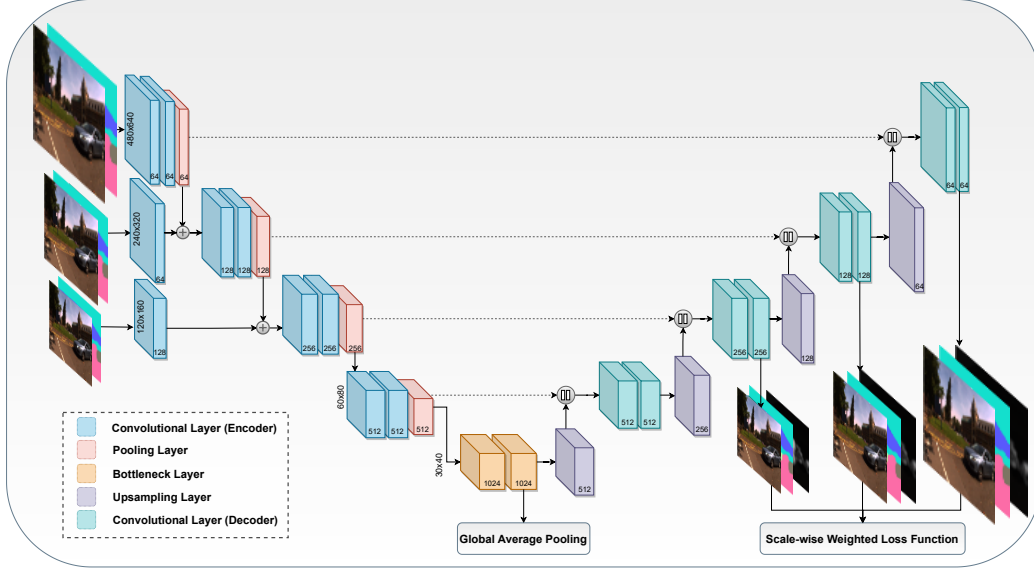 480x640
64
64
64
64
64
240x320
64
128
128
128
128
128
64
120x160
128
256
256
256
256
256
128
60x80
512
512
512
512
512
256
30x40
1024
1024
512
Convolutional Layer (Encoder)
Pooling Layer
Bottleneck Layer
Upsampling Layer
Convolutional Layer (Decoder)
Global Average Pooling
Scale-wise Weighted Loss Function